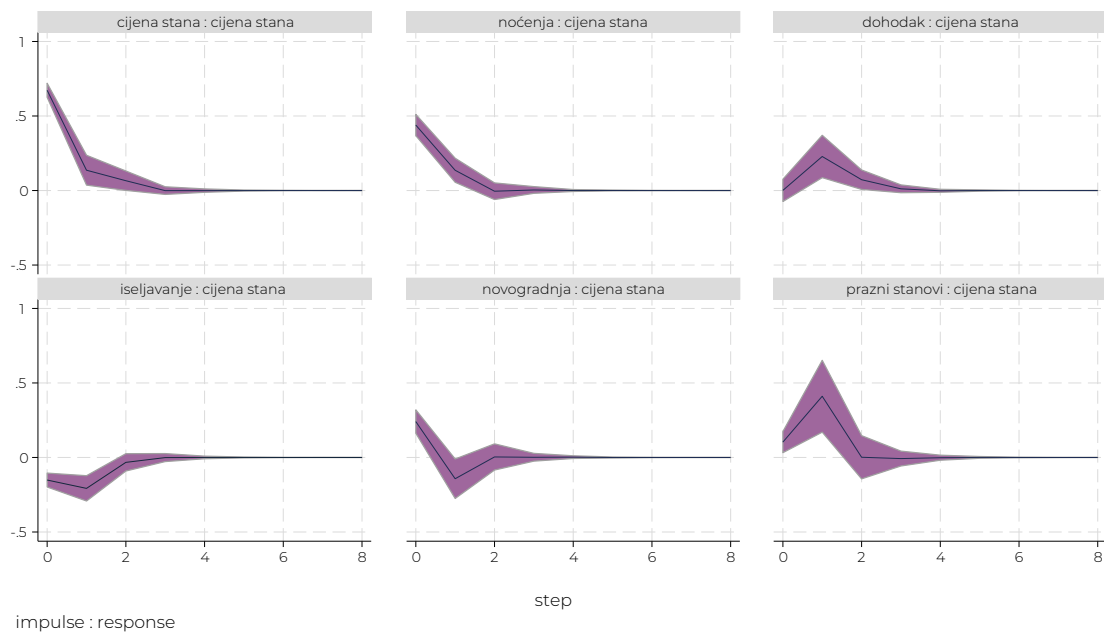 cijena stana : cijena stana
noćenja : cijena stana
dohodak : cijena stana
1
.5
0
-.5
iseljavanje : cijena stana
novogradnja : cijena stana
prazni stanovi : cijena stana
1
.5
0
-.5
0 2 4 6 8
0 2 4 6 8
0 2 4 6 8
step
impulse : response